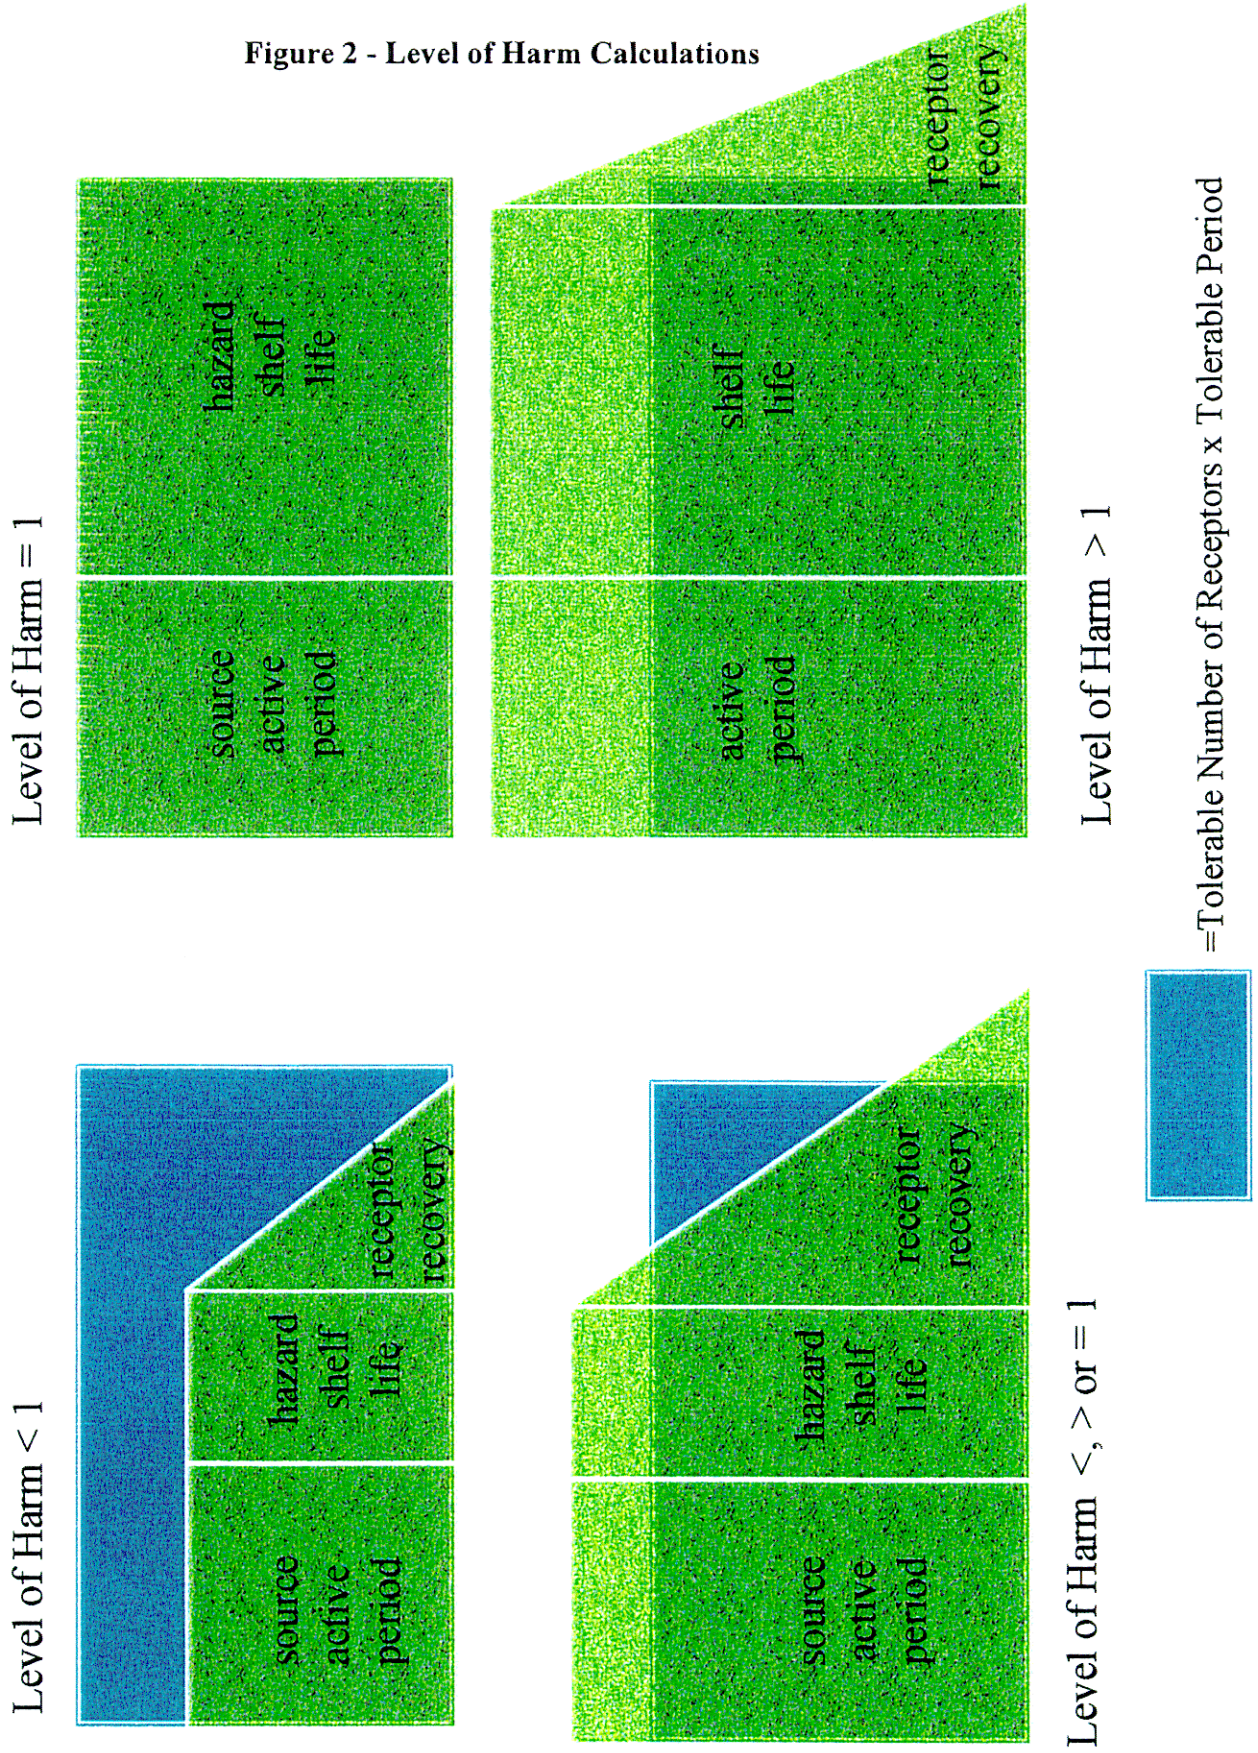 Figure 2 - Level of Harm Calculations
Level of Harm < 1
source
active
period
hazard
shelf
life
receptor
recovery
Level of Harm = 1
source
active
period
hazard
shelf
life
source
active
period
hazard
shelf
life
receptor
recovery
Level of Harm <, > or = 1
active
period
shelf
life
receptor
recovery
Level of Harm > 1
=Tolerable Number of Receptors x Tolerable Period